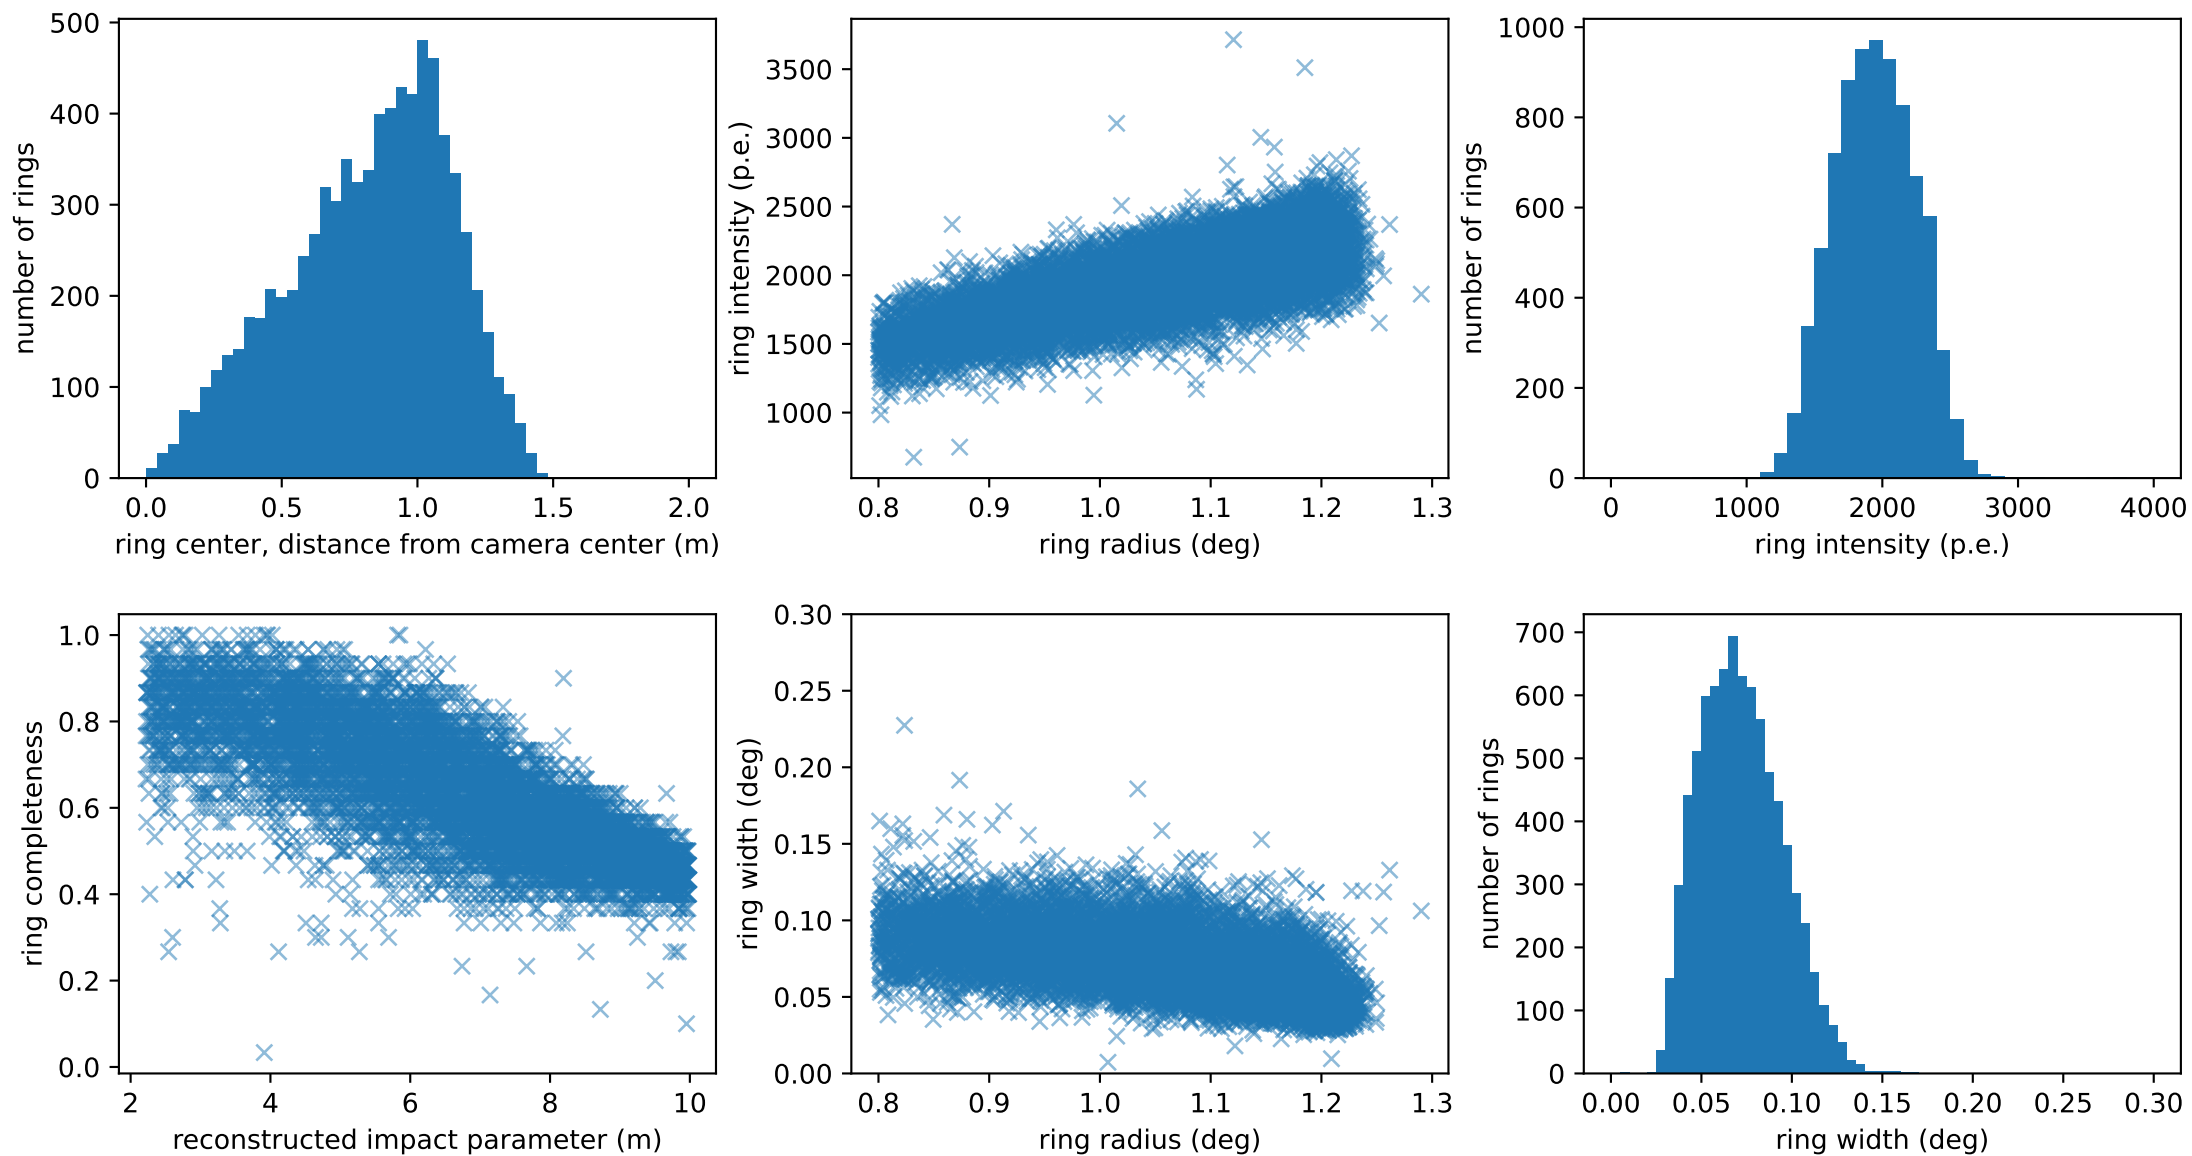 500
400
300
200
100
0
number of rings
0.0 0.5 1.0 1.5 2.0
ring center, distance from camera center (m)
3500
3000
2500
2000
1500
1000
ring intensity (p.e.)
0.8 0.9 1.0 1.1 1.2 1.3
ring radius (deg)
1000
800
600
400
200
0
number of rings
0 1000 2000 3000 4000
ring intensity (p.e.)
1.0
0.8
0.6
0.4
0.2
0.0
ring completeness
2 4 6 8 10
reconstructed impact parameter (m)
0.30
0.25
0.20
0.15
0.10
0.05
0.00
ring width (deg)
0.8 0.9 1.0 1.1 1.2 1.3
ring radius (deg)
700
600
500
400
300
200
100
0
number of rings
0.00 0.05 0.10 0.15 0.20 0.25 0.30
ring width (deg)